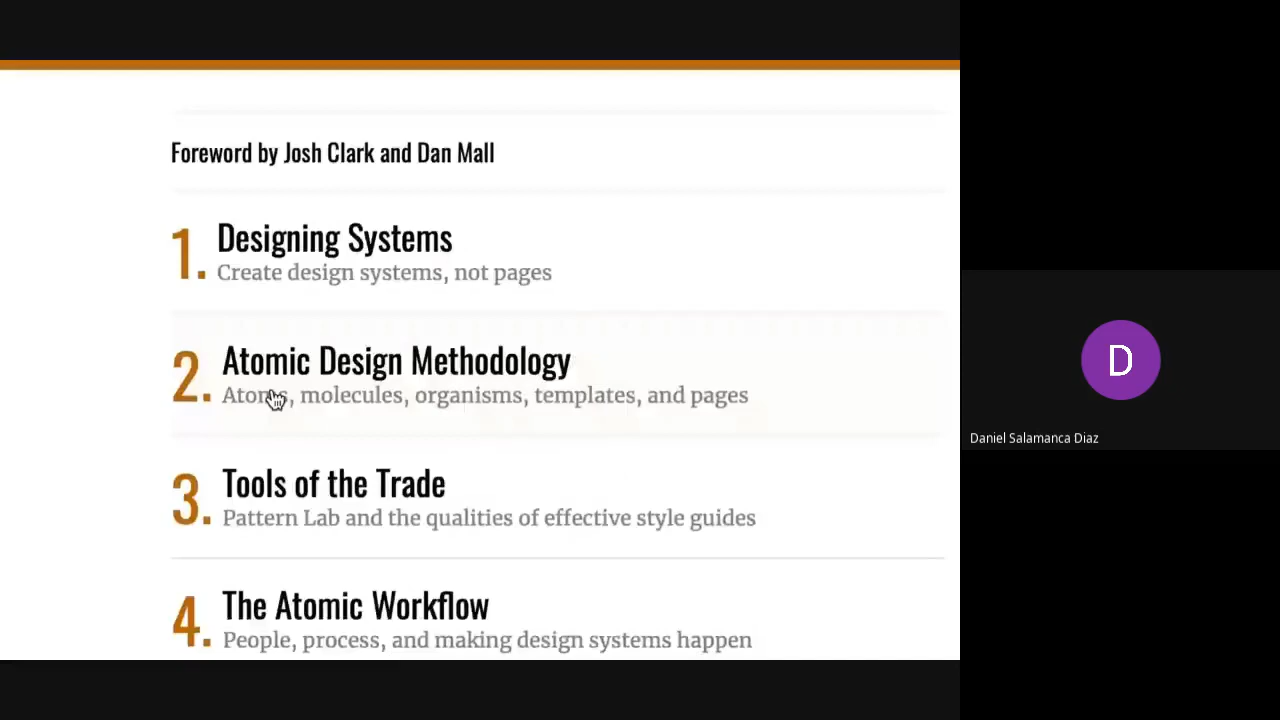 Foreword by Josh Clark and Dan Mall
1. Designing Systems
Create design systems, not pages
2. Atomic Design Methodology
Atoms, molecules, organisms, templates, and pages
3. Tools of the Trade
Pattern Lab and the qualities of effective style guides
4. The Atomic Workflow
People, process, and making design systems happen
D
Daniel Salamanca Diaz